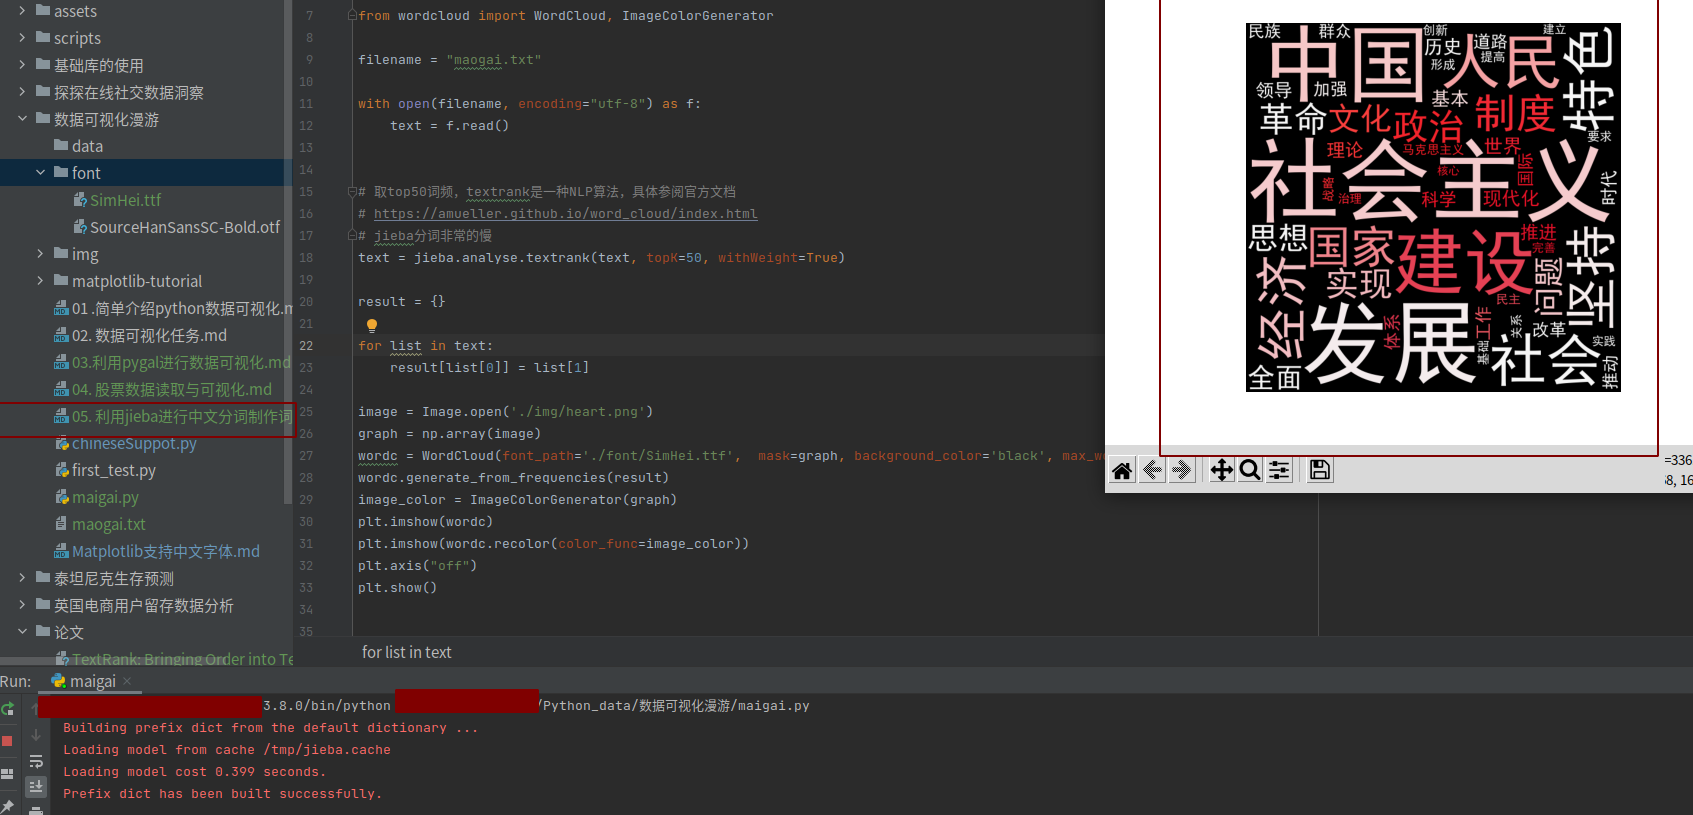 assets
scripts
基础库的使用
探探在线社交数据洞察
数据可视化漫游
data
font
SimHei.ttf
SourceHanSansSC-Bold.otf
img
matplotlib-tutorial
01 .简单介绍python数据可视化.m
02. 数据可视化任务.md
03.利用pygal进行数据可视化.md
04. 股票数据读取与可视化.md
05. 利用jieba进行中文分词制作词
chineseSuppot.py
first_test.py
maigai.py
maogai.txt
Matplotlib支持中文字体.md
泰坦尼克生存预测
英国电商用户留存数据分析
论文
TextRank: Bringing Order into Te
7 from wordcloud import WordCloud, ImageColorGenerator
8
9 filename = "maogai.txt"
10
11 with open(filename, encoding="utf-8") as f:
12 text = f.read()
13
14
15 # 取top50词频，textrank是一种NLP算法，具体参阅官方文档
16 # https://amueller.github.io/word_cloud/index.html
17 # jieba分词非常的慢
18 text = jieba.analyse.textrank(text, topK=50, withWeight=True)
19
20 result = {}
21
22 for list in text:
23 result[list[0]] = list[1]
24
25 image = Image.open('./img/heart.png')
26 graph = np.array(image)
27 wordc = WordCloud(font_path='./font/SimHei.ttf', mask=graph, background_color='black', max_wo
28 wordc.generate_from_frequencies(result)
29 image_color = ImageColorGenerator(graph)
30 plt.imshow(wordc)
31 plt.imshow(wordc.recolor(color_func=image_color))
32 plt.axis("off")
33 plt.show()
34
35
for list in text
民族
群众
创新
建立
中国
人民
历史
道路
提高
形成
特色
领导
加强
基本
革命
文化
政治
制度
要求
理论
马克思主义
世界
国际
社会主义
核心
战略
治理
科学
现代化
时代
思想
国家
建设
推进
完善
坚持
经济
实现
问题
民主
发展
体系
工作
关系
改革
基础
实践
社会
全面
推动
=336
68, 16
Run: maigai
3.8.0/bin/python /Python_data/数据可视化漫游/maigai.py
Building prefix dict from the default dictionary ...
Loading model from cache /tmp/jieba.cache
Loading model cost 0.399 seconds.
Prefix dict has been built successfully.